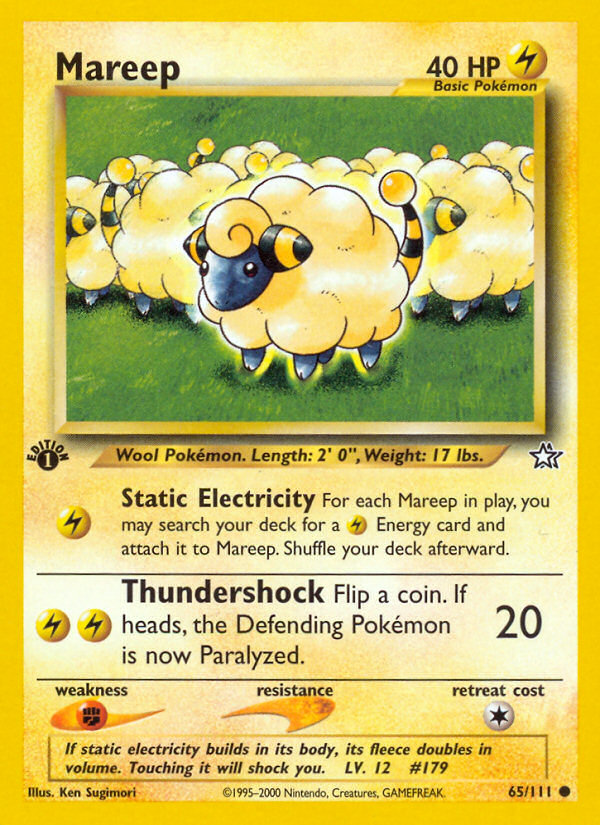 Mareep
40 HP
Basic Pokémon
EDITION
1
Wool Pokémon. Length: 2' 0", Weight: 17 lbs.
Static Electricity For each Mareep in play, you
may search your deck for a Energy card and
attach it to Mareep. Shuffle your deck afterward.
Thundershock Flip a coin. If
heads, the Defending Pokémon
is now Paralyzed.
20
weakness resistance retreat cost
If static electricity builds in its body, its fleece doubles in
volume. Touching it will shock you. LV. 12 #179
Illus. Ken Sugimori ©1995-2000 Nintendo, Creatures, GAMEFREAK. 65/111